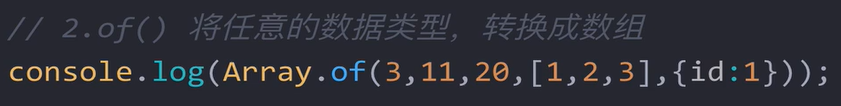 // 2.of() 将任意的数据类型，转换成数组
console.log(Array.of(3,11,20,[1,2,3],{id:1}));